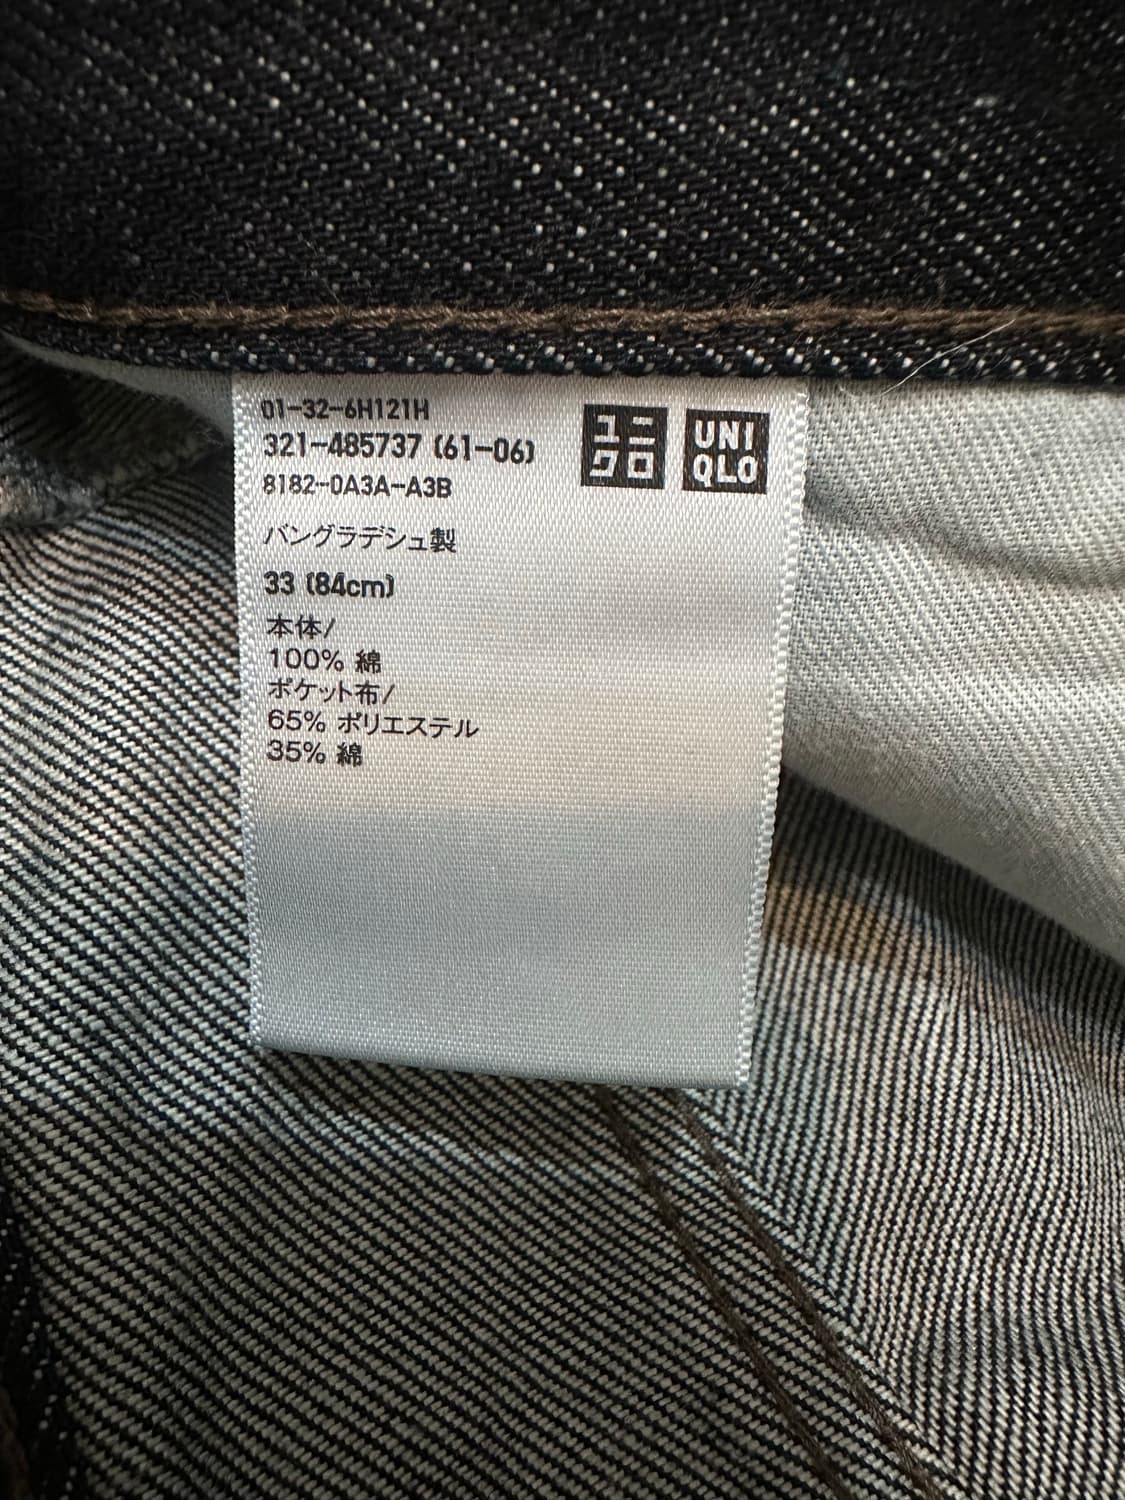 01-32-6H121H
321-485737 (61-06)
8182-0A3A-A3B
ユニ
クロ
UNI
QLO
バングラデシュ製
33 (84cm)
本体/
100% 綿
ポケット布/
65% ポリエステル
35% 綿